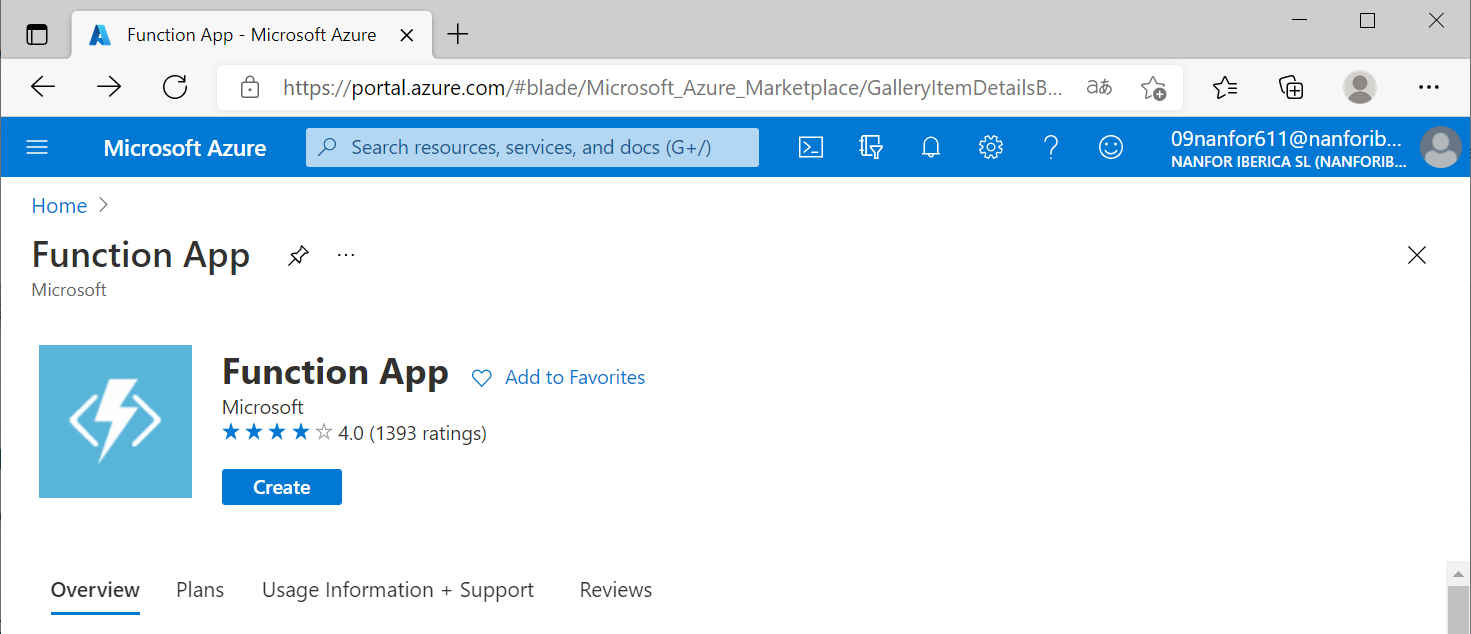 Function App - Microsoft Azure
https://portal.azure.com/#blade/Microsoft_Azure_Marketplace/GalleryItemDetailsB...
aあ
Microsoft Azure
Search resources, services, and docs (G+/)
09nanfor611@nanforib...
NANFOR IBERICA SL (NANFORIB...
Home
Function App
...
Microsoft
Function App
Add to Favorites
Microsoft
4.0 (1393 ratings)
Create
Overview Plans Usage Information + Support Reviews